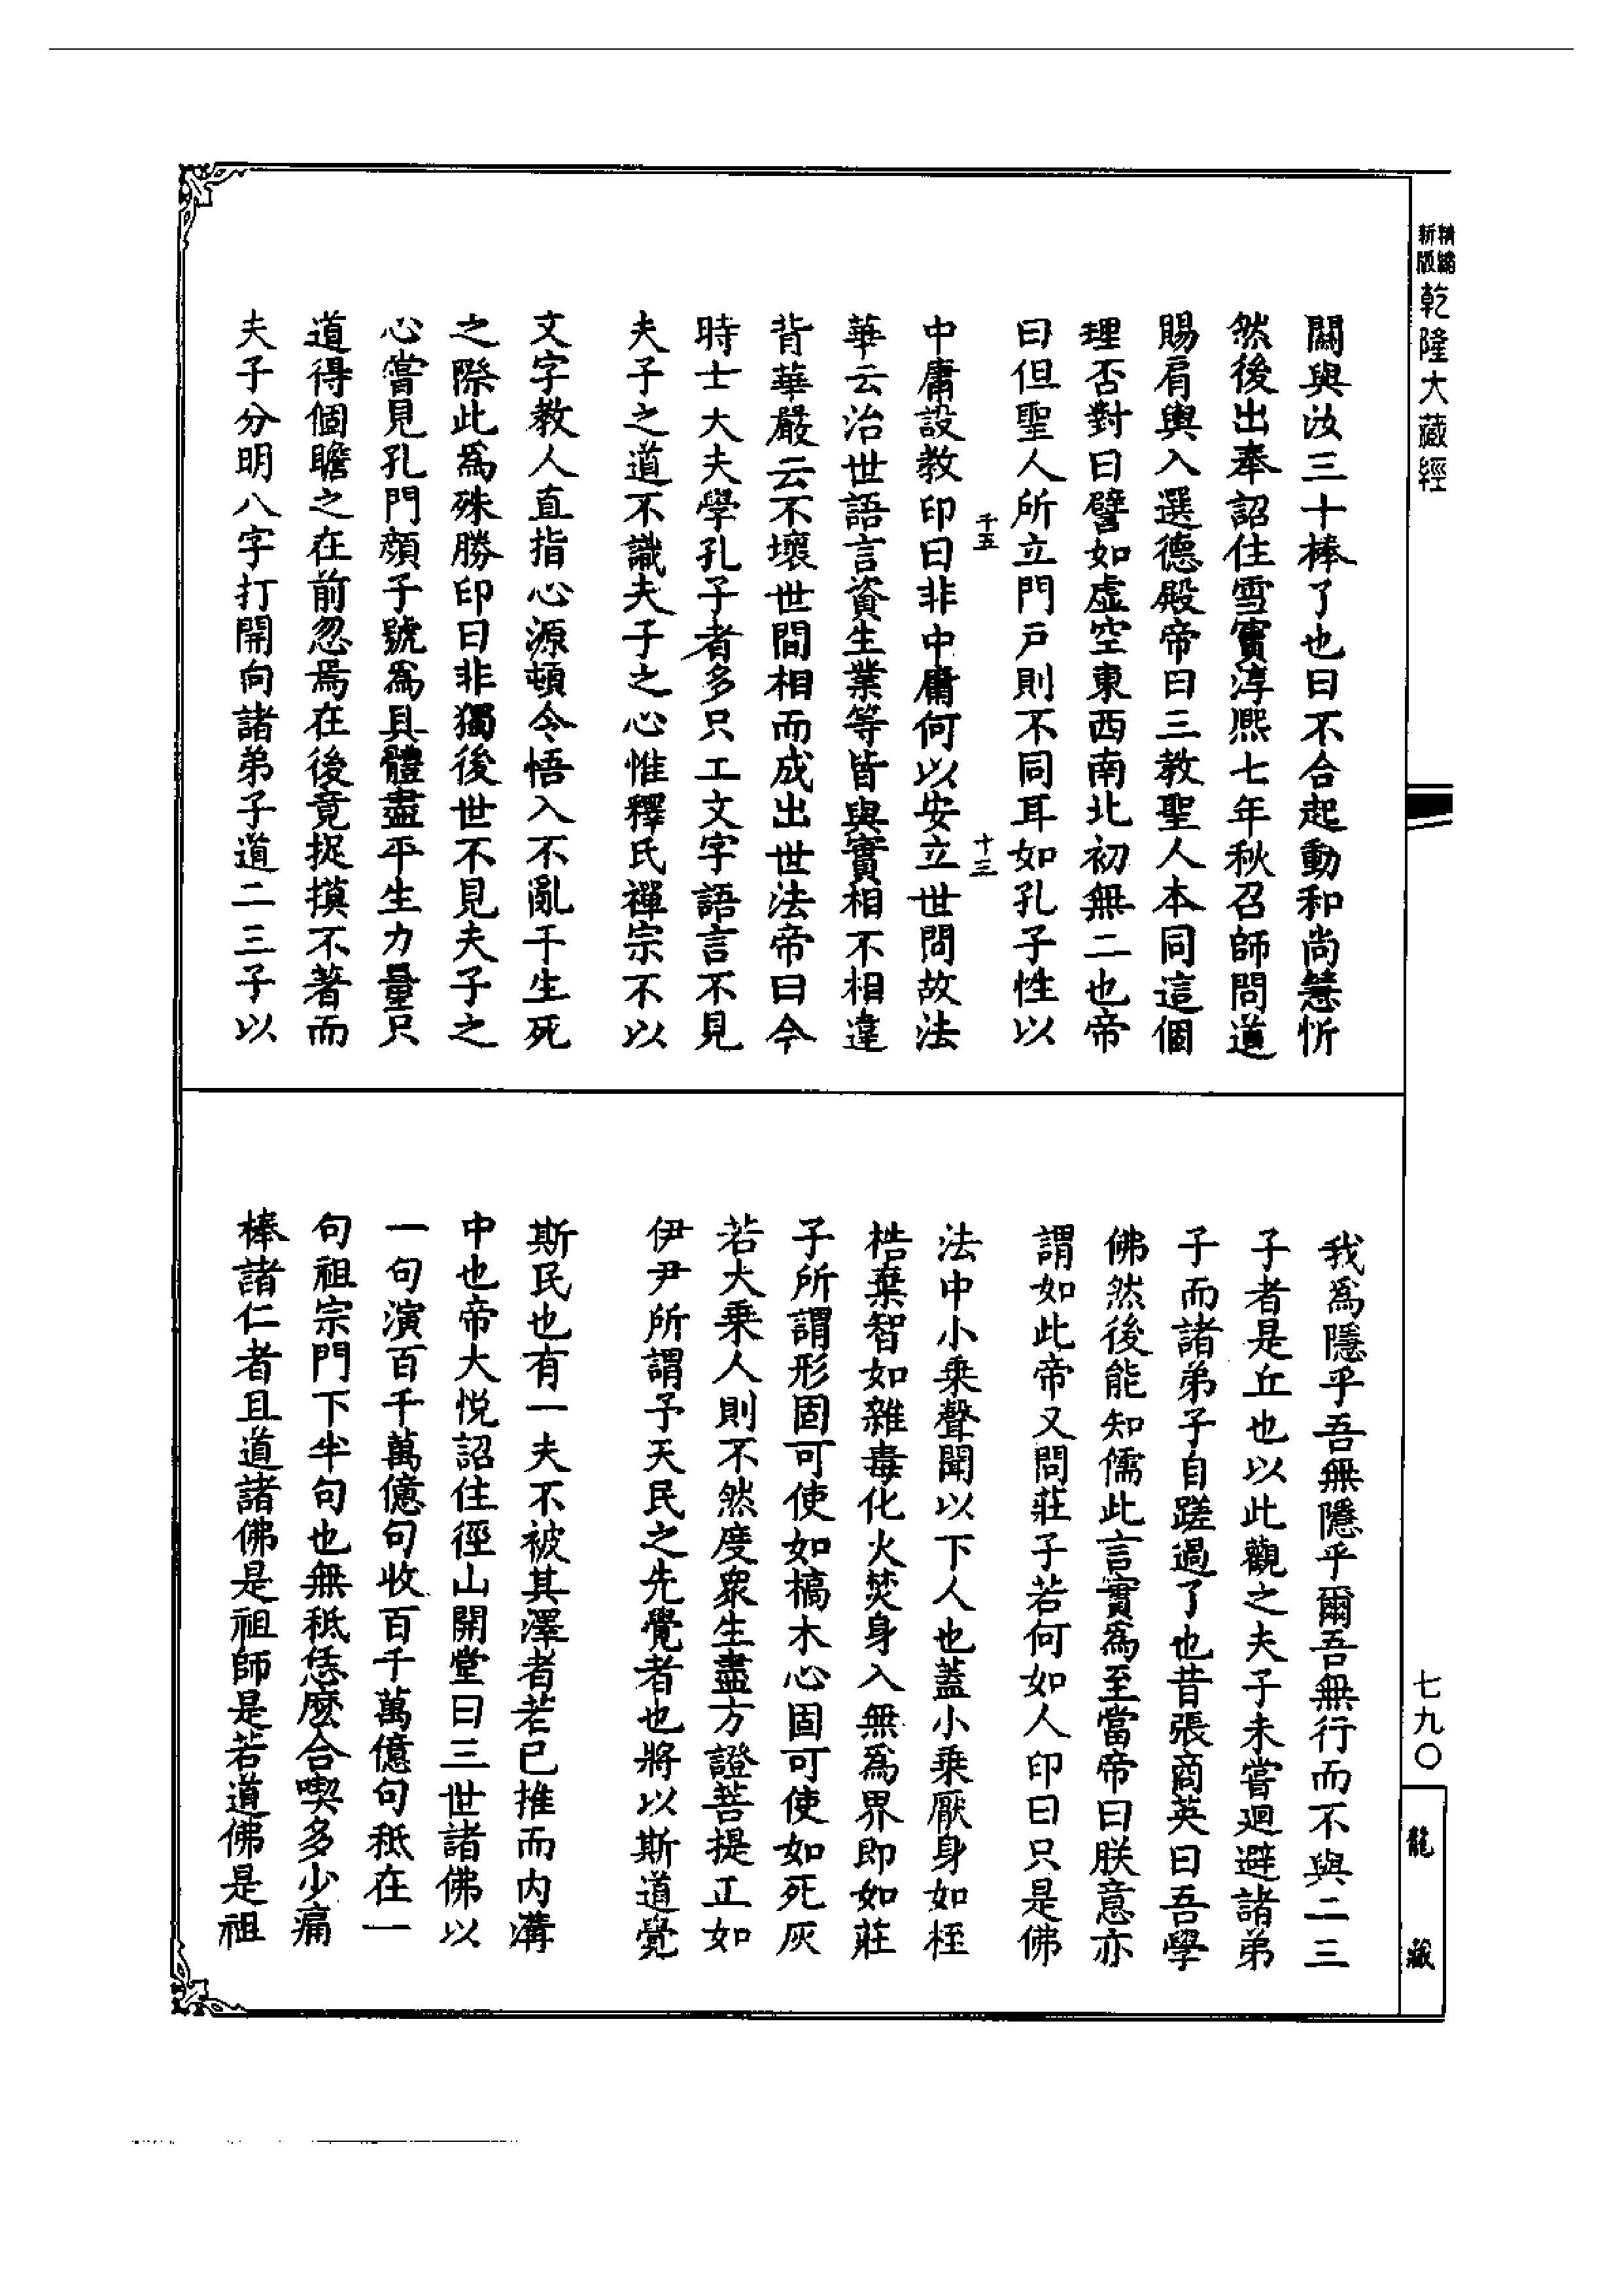 精縮
新版
乾隆大藏經
關與汝三十棒了也曰不合起動和尚慧忻
然後出奉詔住雪竇淳熙七年秋召師問道
賜肩輿入選德殿帝曰三教聖人本同這個
理否對曰譬如虛空東西南北初無二也帝
曰但聖人所立門戶則不同耳如孔子性以
千五
十三
中庸設教印曰非中庸何以安立世間故法
華云治世語言資生業等皆與實相不相違
背華嚴云不壞世間相而成出世法帝曰今
時士大夫學孔子者多只工文字語言不見
夫子之道不識夫子之心惟釋氏禪宗不以
文字教人直指心源頓令悟入不亂于生死
之際此為殊勝印曰非獨後世不見夫子之
心嘗見孔門顏子號為具體盡平生力量只
道得個瞻之在前忽焉在後竟捉摸不著而
夫子分明八字打開向諸弟子道二三子以
我為隱乎吾無隱乎爾吾無行而不與二三
子者是丘也以此觀之夫子未嘗迴避諸弟
子而諸弟子自蹉過了也昔張商英曰吾學
佛然後能知儒此言實為至當帝曰朕意亦
謂如此帝又問莊子若何如人印曰只是佛
法中小乘聲聞以下人也蓋小乘厭身如桎
梏棄智如雜毒化火焚身入無為界即如莊
子所謂形固可使如槁木心固可使如死灰
若大乘人則不然度眾生盡方證菩提正如
伊尹所謂予天民之先覺者也將以斯道覺
斯民也有一夫不被其澤者若已推而內溝
中也帝大悅詔住徑山開堂曰三世諸佛以
一句演百千萬億句收百千萬億句秖在一
句祖宗門下半句也無秖恁麼合喫多少痛
棒諸仁者且道諸佛是祖師是若道佛是祖
七九〇
龍藏